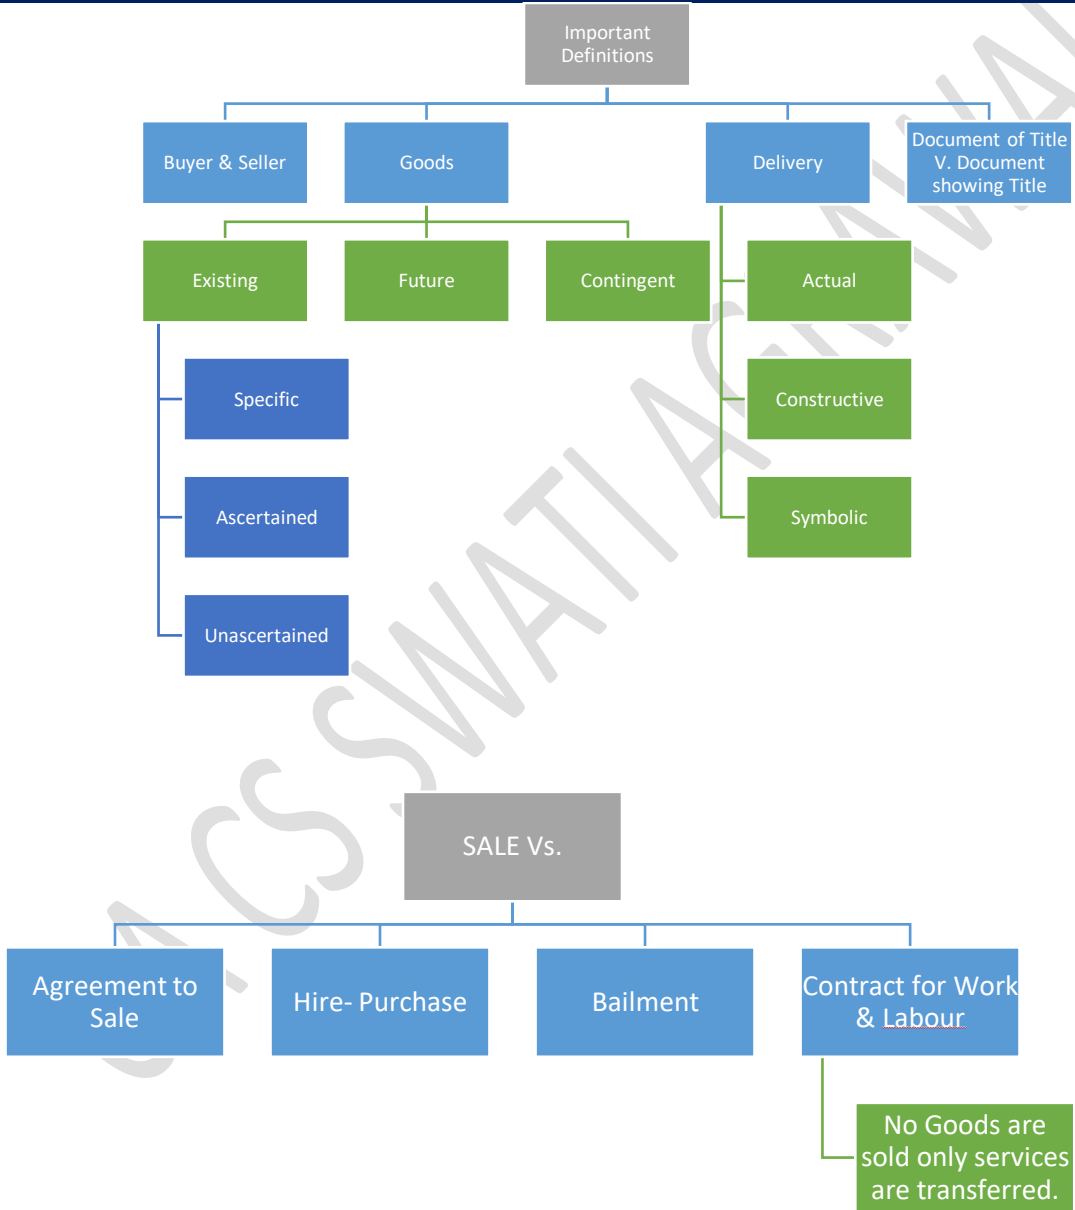 Important
Definitions
Buyer & Seller
Goods
Delivery
Document of Title
V. Document
showing Title
Existing
Future
Contingent
Actual
Specific
Constructive
Ascertained
Symbolic
Unascertained
CA CS SWATI AGRAWAL
SALE Vs.
Agreement to
Sale
Hire- Purchase
Bailment
Contract for Work
& Labour
No Goods are
sold only services
are transferred.